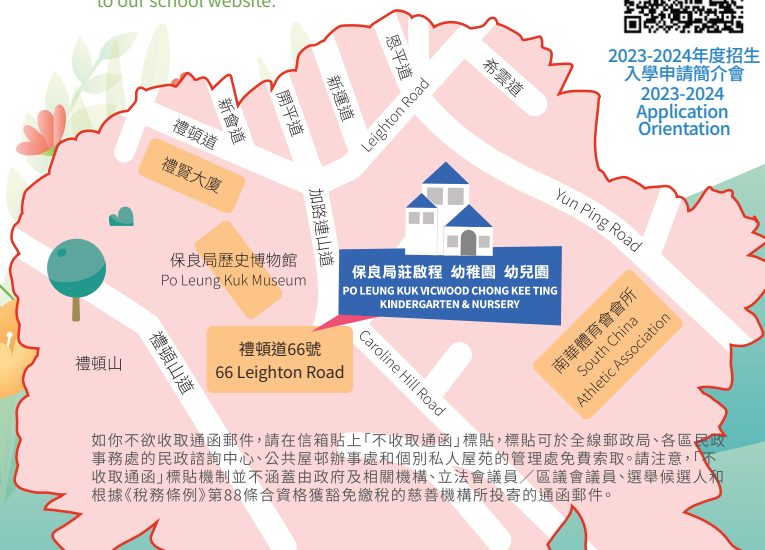 to our school website.
2023-2024年度招生
入學申請簡介會
2023-2024
Application
Orientation
恩平道
希雲道
新運道
開平道
新會道
禮頓道
Leighton Road
禮賢大廈
加路連山道
Yun Ping Road
保良局歷史博物館
Po Leung Kuk Museum
保良局莊啟程 幼稚園 幼兒園
PO LEUNG KUK VICWOOD CHONG KEE TING
KINDERGARTEN & NURSERY
禮頓道66號
66 Leighton Road
禮頓山
禮頓山道
Caroline Hill Road
南華體育會會所
South China
Athletic Association
如你不欲收取通函郵件，請在信箱貼上「不收取通函」標貼，標貼可於全線郵政局、各區民政
事務處的民政諮詢中心、公共屋邨辦事處和個別私人屋苑的管理處免費索取。請注意，「不
收取通函」標貼機制並不涵蓋由政府及相關機構、立法會議員／區議會議員、選舉候選人和
根據《稅務條例》第88條合資格獲豁免繳稅的慈善機構所投寄的通函郵件。